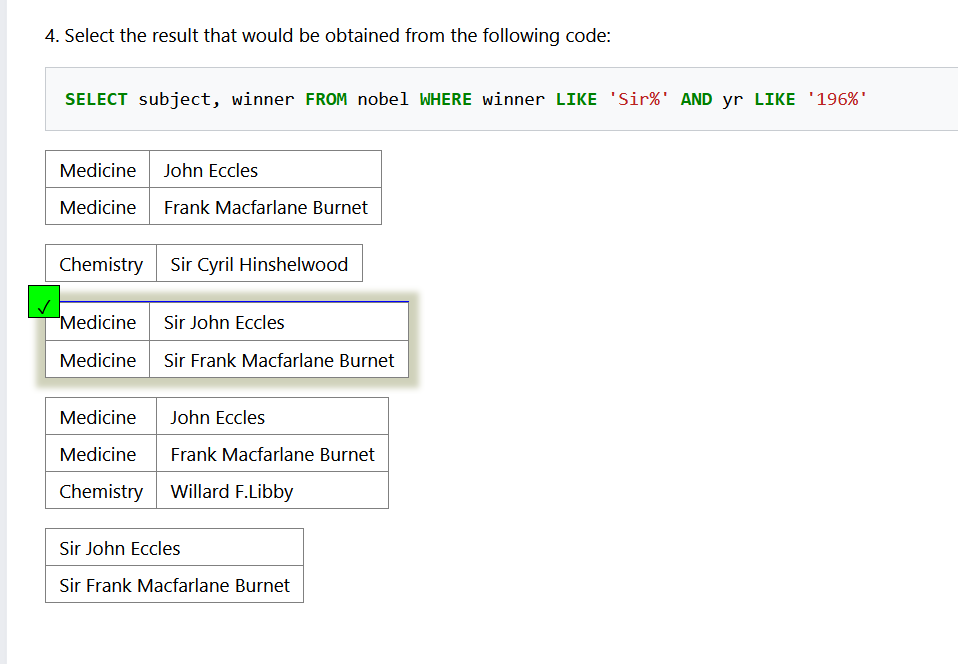 4. Select the result that would be obtained from the following code:
SELECT subject, winner FROM nobel WHERE winner LIKE 'Sir%' AND yr LIKE '196%'
Medicine John Eccles
Medicine Frank Macfarlane Burnet
Chemistry Sir Cyril Hinshelwood
✓
Medicine Sir John Eccles
Medicine Sir Frank Macfarlane Burnet
Medicine John Eccles
Medicine Frank Macfarlane Burnet
Chemistry Willard F.Libby
Sir John Eccles
Sir Frank Macfarlane Burnet